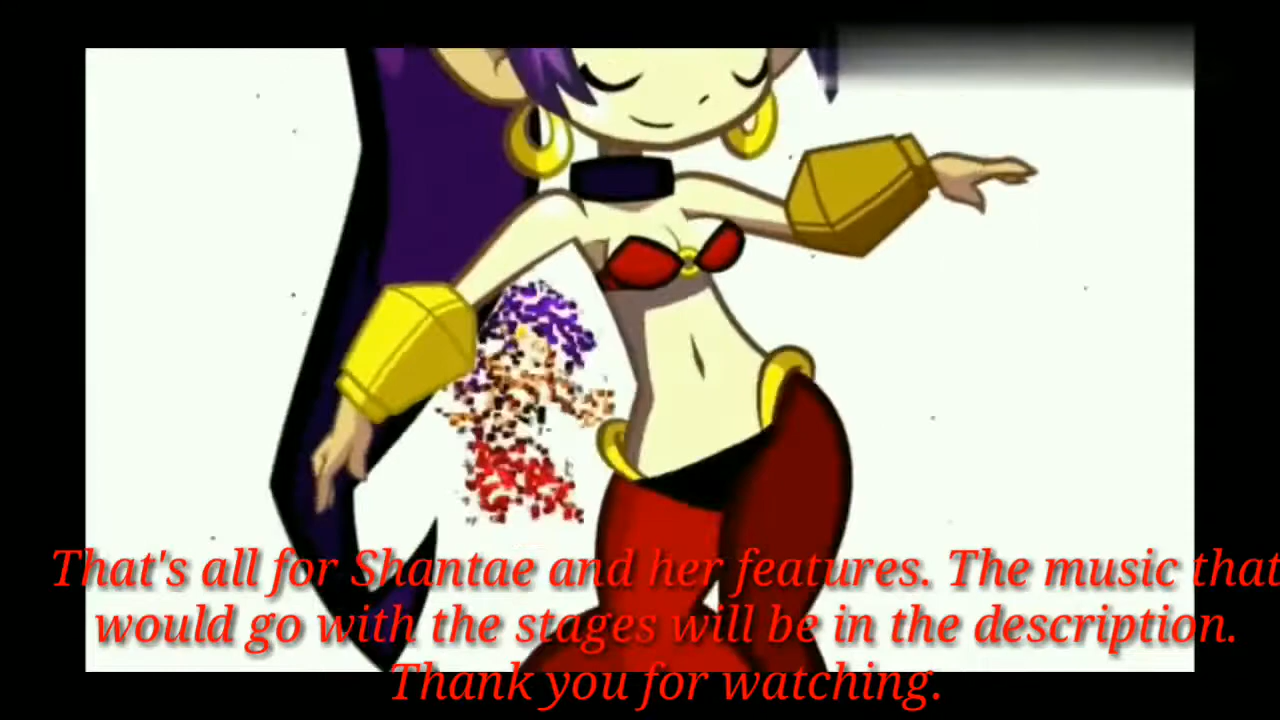 That's all for Shantae and her features. The music that
would go with the stages will be in the description.
Thank you for watching.